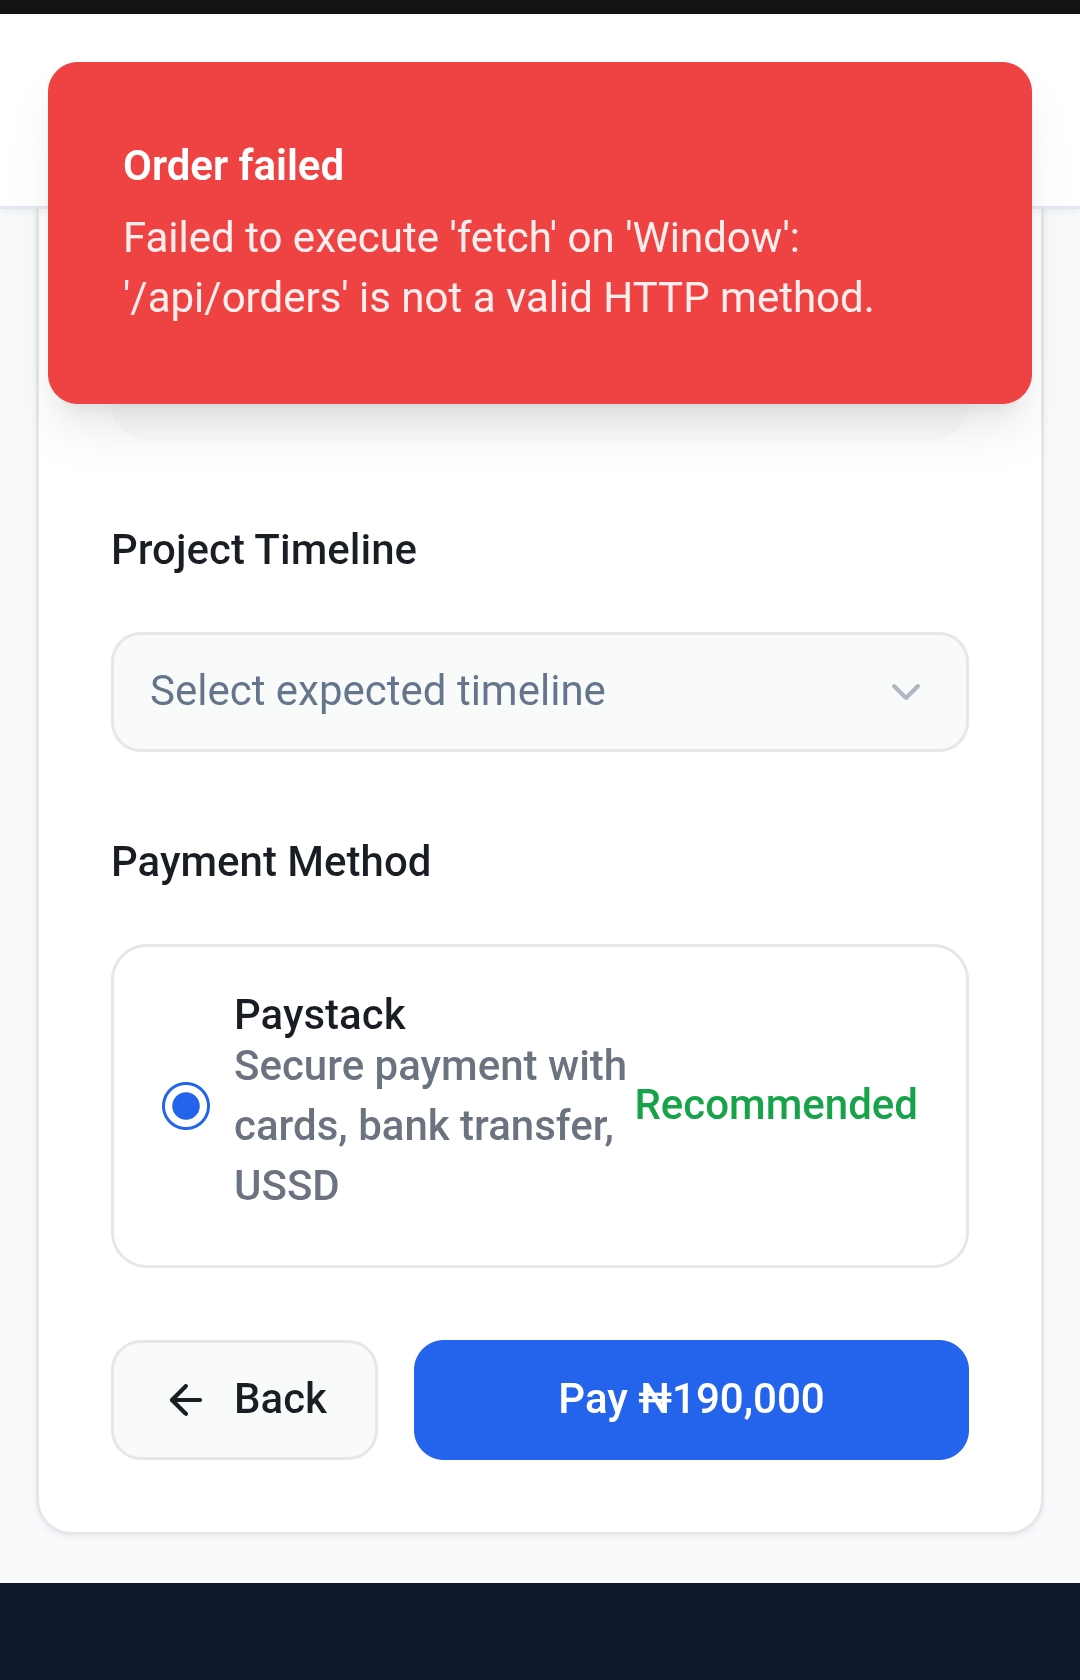 Order failed
Failed to execute 'fetch' on 'Window':
'/api/orders' is not a valid HTTP method.
Project Timeline
Select expected timeline
Payment Method
Paystack
Secure payment with
cards, bank transfer,
USSD
Recommended
Back
Pay ₦190,000